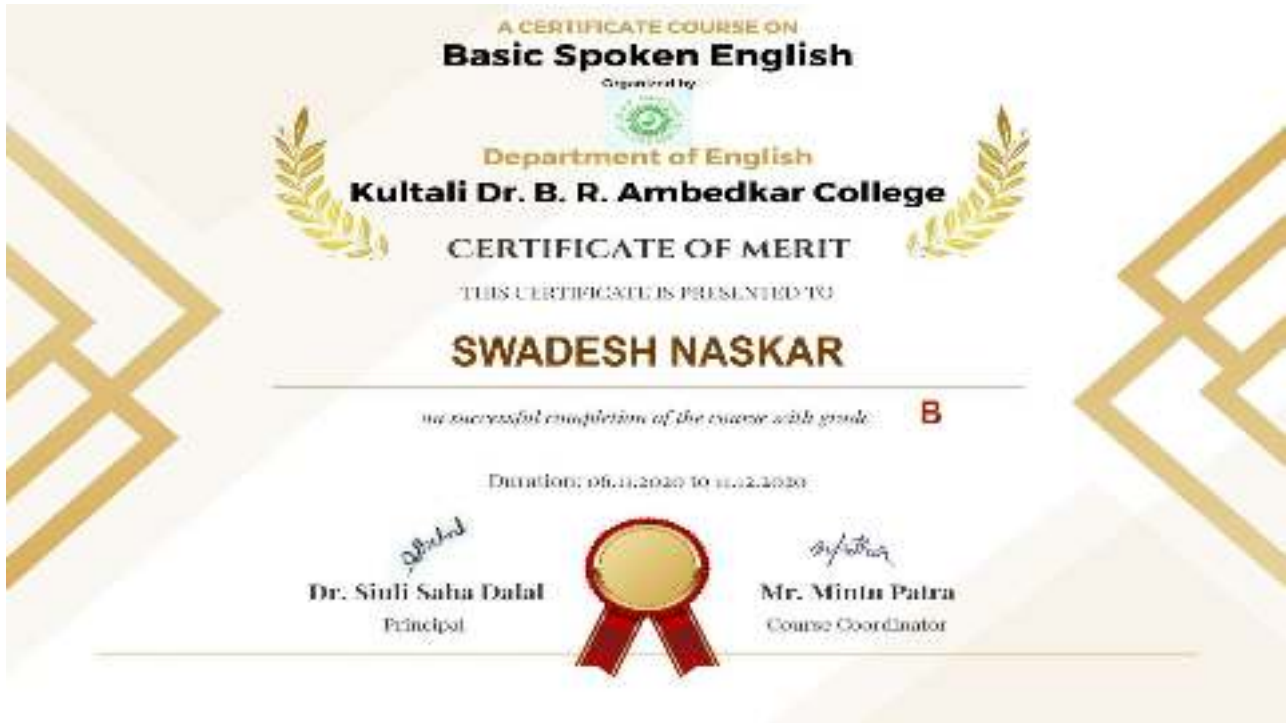 A CERTIFICATE COURSE ON
Basic Spoken English
Organized by
Department of English
Kultali Dr. B. R. Ambedkar College
CERTIFICATE OF MERIT
THIS CERTIFICATE IS PRESENTED TO
SWADESH NASKAR
on successful completion of the course with grade B
Duration: 06.11.2020 to 11.12.2020
Dr. Siuli Saha Dalal Mr. Mintu Patra
Principal Course Coordinator